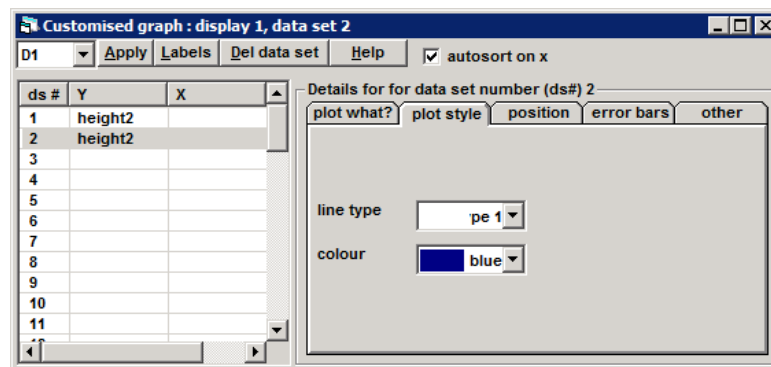 Customised graph : display 1, data set 2
D1 Apply Labels Del data set Help autosort on x
ds # Y X
1 height2
2 height2
3
4
5
6
7
8
9
10
11
Details for for data set number (ds#) 2
plot what? plot style position error bars other
line type pe 1
colour blue